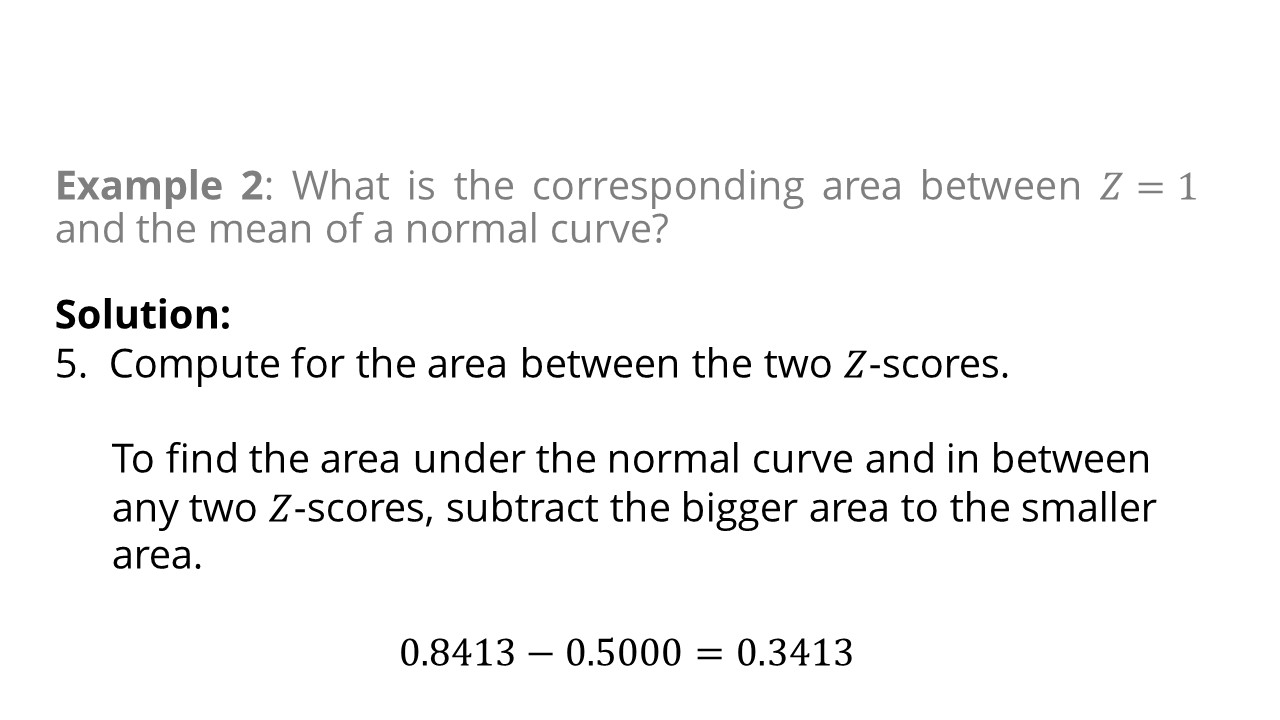 Example 2: What is the corresponding area between Z = 1
and the mean of a normal curve?
Solution:
5. Compute for the area between the two Z-scores.
To find the area under the normal curve and in between
any two Z-scores, subtract the bigger area to the smaller
area.
0.8413 − 0.5000 = 0.3413